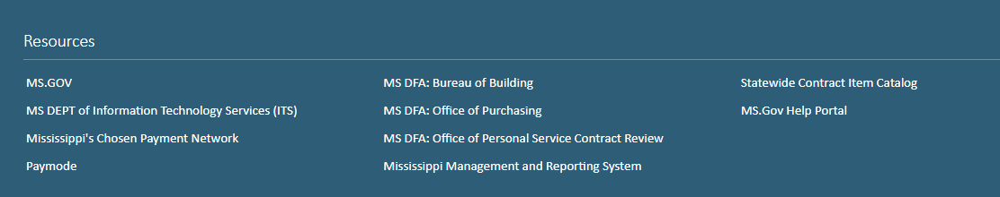 Resources
MS.GOV
MS DEPT of Information Technology Services (ITS)
Mississippi's Chosen Payment Network
Paymode
MS DFA: Bureau of Building
MS DFA: Office of Purchasing
MS DFA: Office of Personal Service Contract Review
Mississippi Management and Reporting System
Statewide Contract Item Catalog
MS.Gov Help Portal